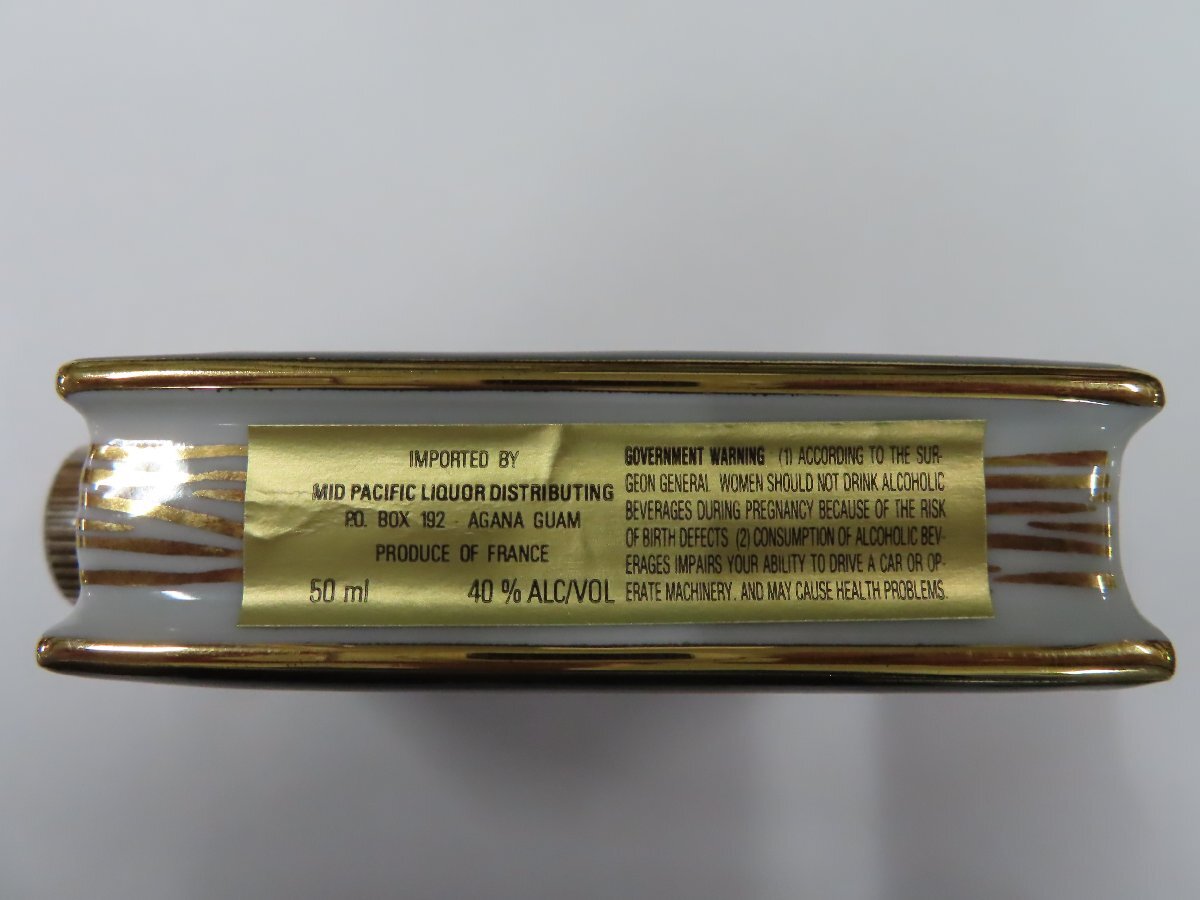 IMPORTED BY
MID PACIFIC LIQUOR DISTRIBUTING
P.O. BOX 192 - AGANA GUAM
PRODUCE OF FRANCE
50 ml 40 % ALC/VOL
GOVERNMENT WARNING (1) ACCORDING TO THE SUR-
GEON GENERAL WOMEN SHOULD NOT DRINK ALCOHOLIC
BEVERAGES DURING PREGNANCY BECAUSE OF THE RISK
OF BIRTH DEFECTS (2) CONSUMPTION OF ALCOHOLIC BEV-
ERAGES IMPAIRS YOUR ABILITY TO DRIVE A CAR OR OP-
ERATE MACHINERY. AND MAY CAUSE HEALTH PROBLEMS.